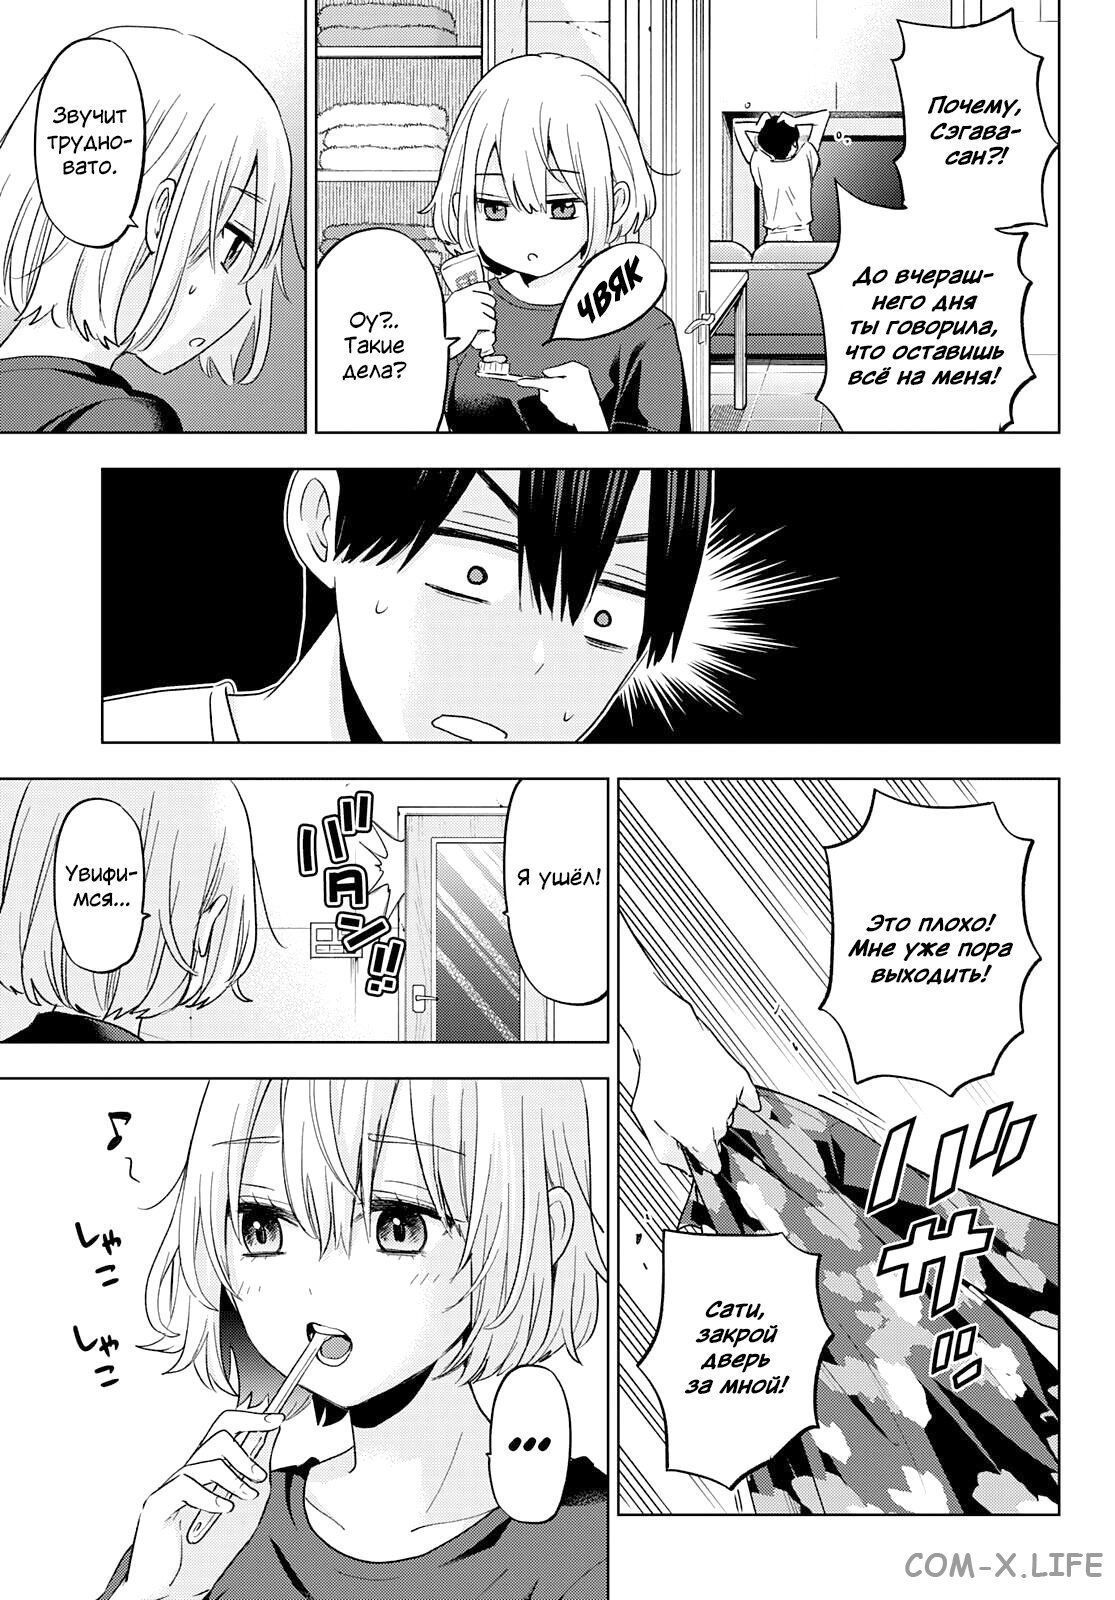 Почему,
Сэгава-
сан?!
До вчераш-
него дня
ты говорила,
что оставишь
всё на меня!
чвяк
Оу?..
Такие
дела?
Звучит
трудно-
вато.
Это плохо!
Мне уже пора
выходить!
バ
サ
ッ
Сати,
закрой
дверь
за мной!
Я ушёл!
バタン!!
Увифи-
мся...
♪~
しゃこ
しゃこ
...
COM-X.LIFE